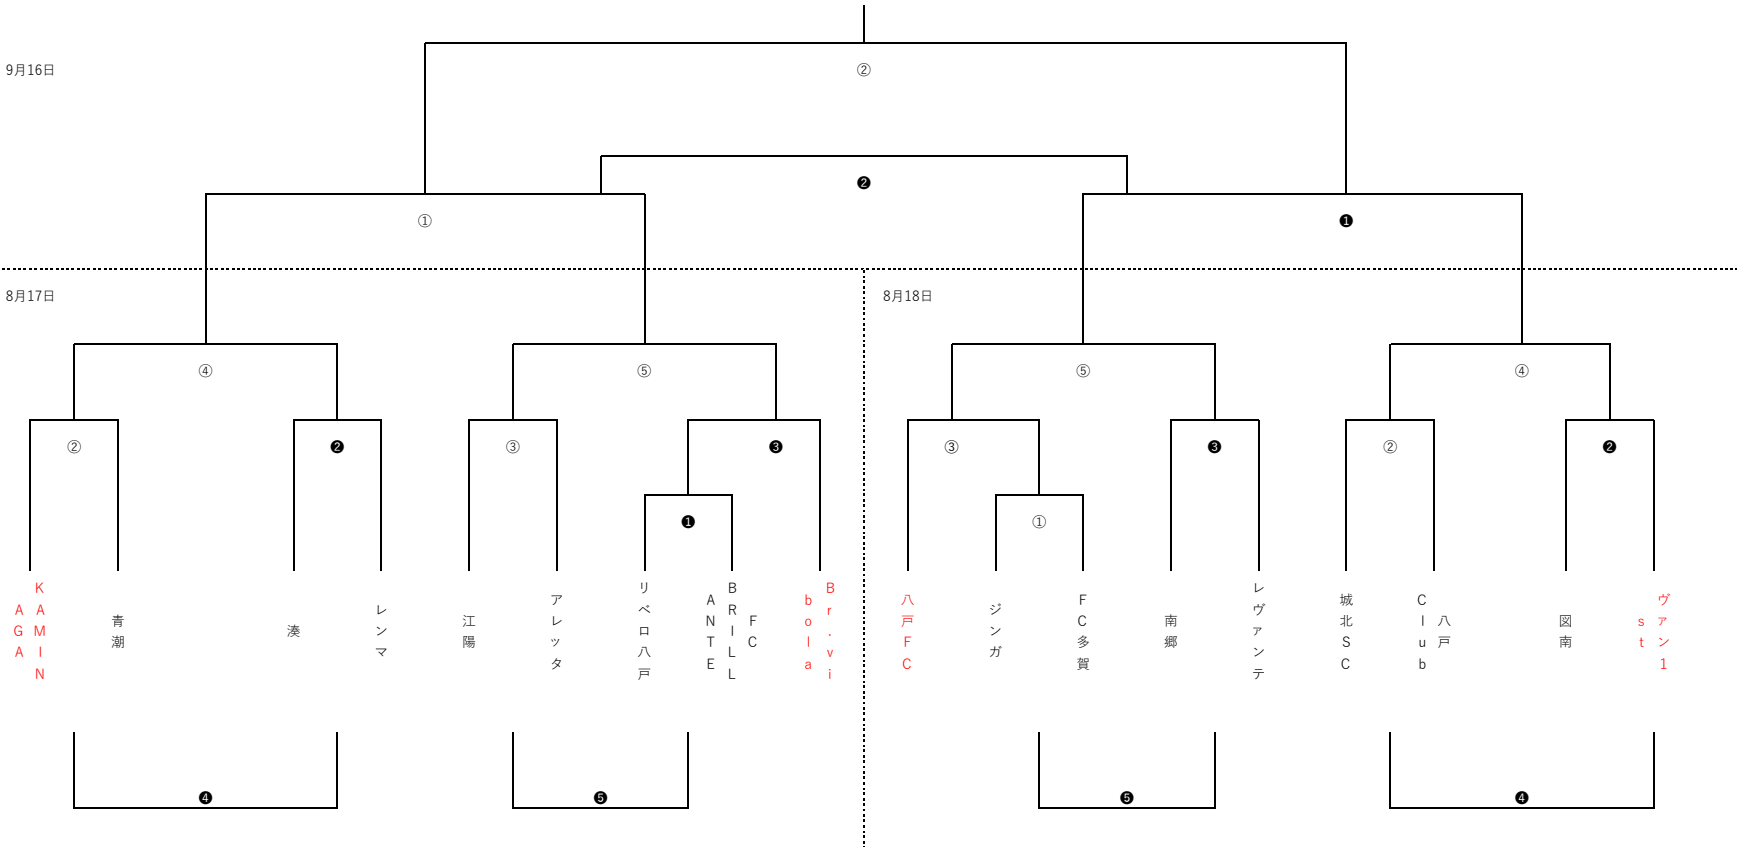 9月16日
②
❷
①
❶
8月17日
8月18日
④
⑤
⑤
④
②
❷
③
❸
③
❸
②
❷
❶
①
KAMIN
AGA
青潮
湊
レンマ
江陽
アレッタ
リベロ八戸
FC
BRILL
ANTE
Br.vi
bola
八戸FC
ジンガ
FC多賀
南郷
レヴァンテ
城北SC
八戸
Club
図南
ヴァン1
st
❹
❺
❺
❹